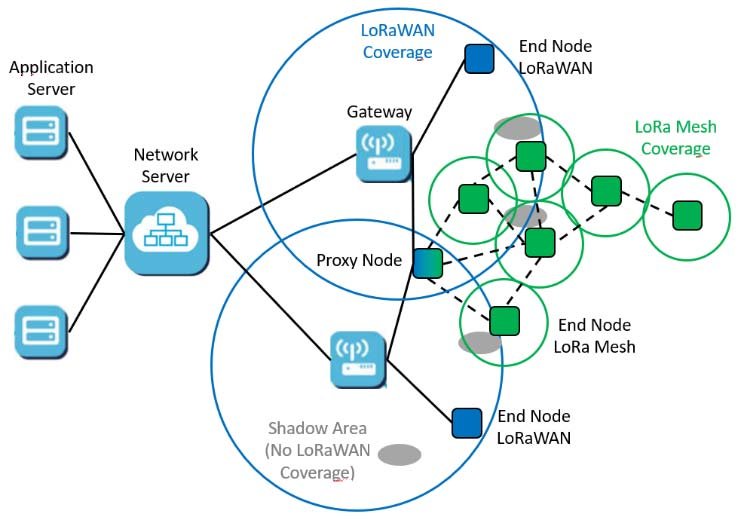 Application
Server
Network
Server
LoRaWAN
Coverage
Gateway
End Node
LoRaWAN
LoRa Mesh
Coverage
Proxy Node
End Node
LoRa Mesh
End Node
LoRaWAN
Shadow Area
(No LoRaWAN
Coverage)